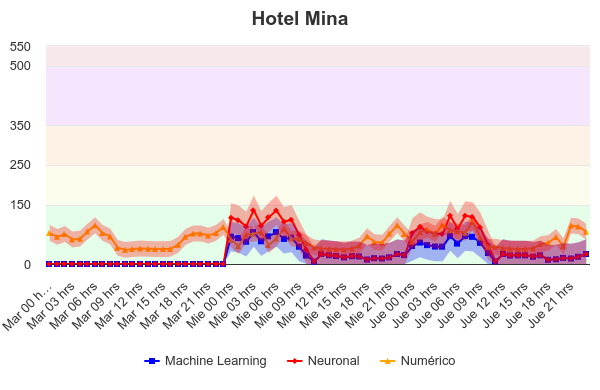 Hotel Mina
550
500
350
250
150
0
Mar 00 h...
Mar 03 hrs
Mar 06 hrs
Mar 09 hrs
Mar 12 hrs
Mar 15 hrs
Mar 18 hrs
Mar 21 hrs
Mie 00 hrs
Mie 03 hrs
Mie 06 hrs
Mie 09 hrs
Mie 12 hrs
Mie 15 hrs
Mie 18 hrs
Mie 21 hrs
Jue 00 hrs
Jue 03 hrs
Jue 06 hrs
Jue 09 hrs
Jue 12 hrs
Jue 15 hrs
Jue 18 hrs
Jue 21 hrs
Machine Learning Neuronal Numérico